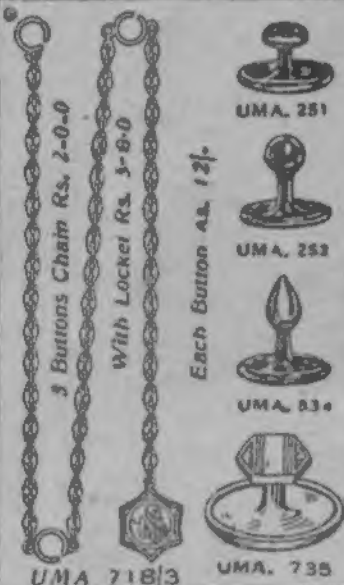 3 Buttons Chain Rs. 2-0-0
With Locket Rs. 3-8-0
Each Button As. 12/-
UMA. 251
UMA. 253
UMA. 834
UMA. 735
UMA 718/3